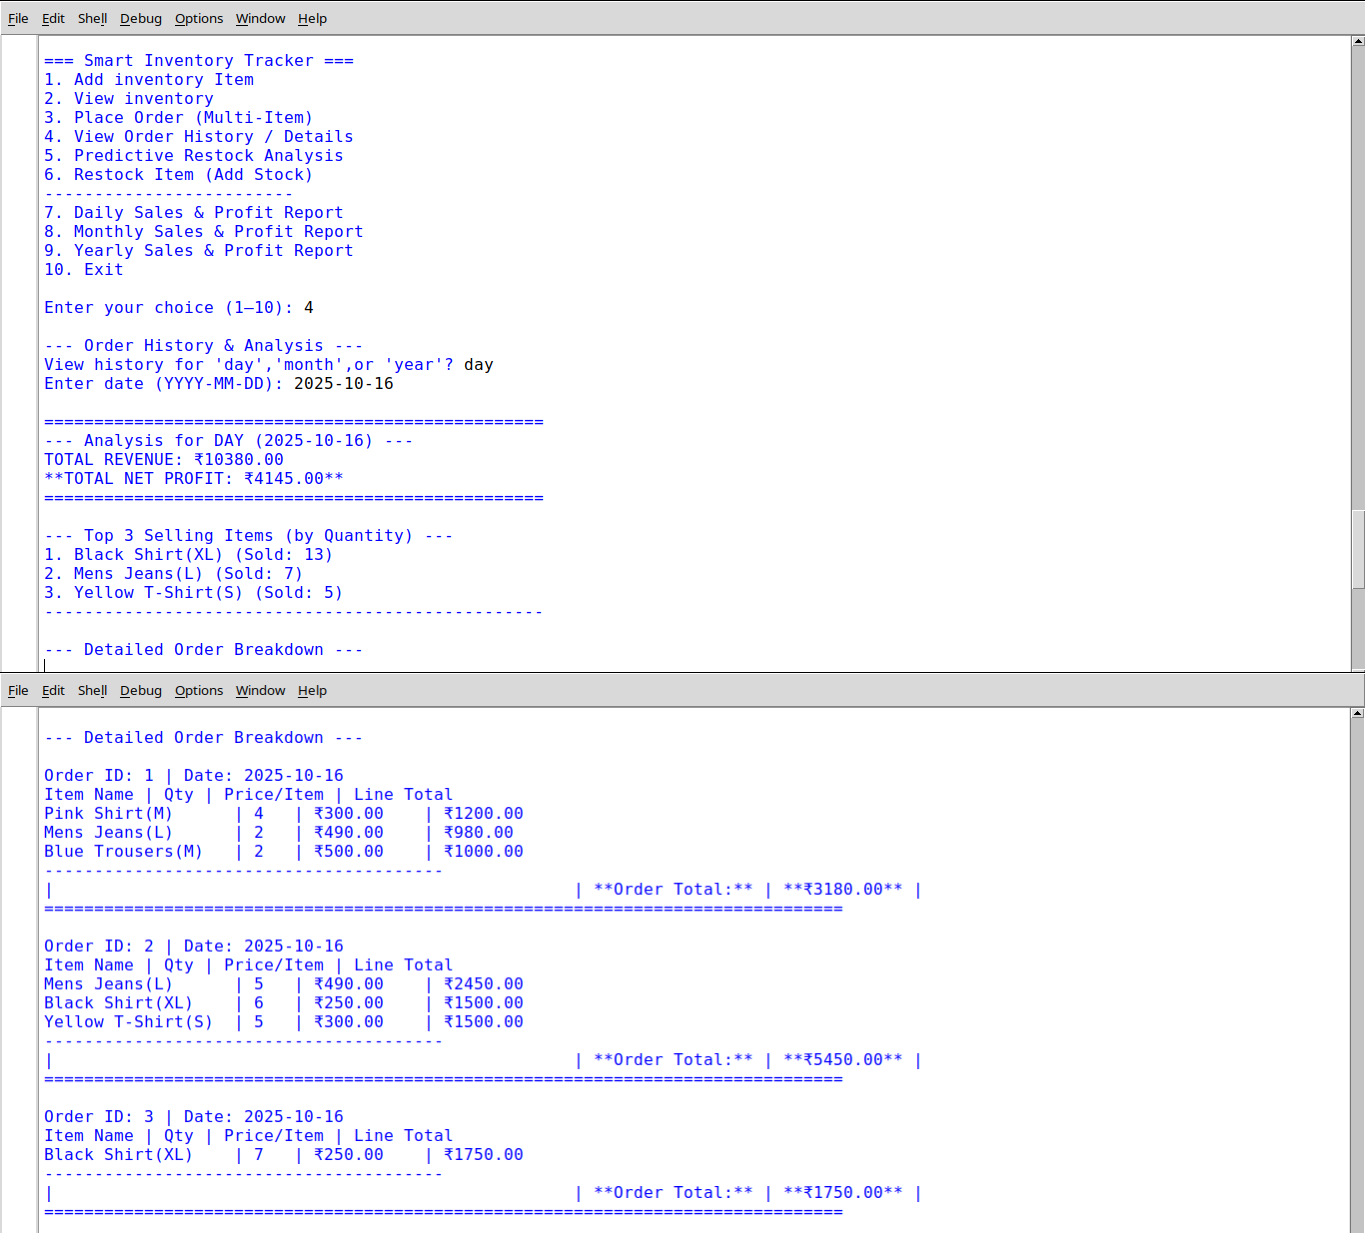 File Edit Shell Debug Options Window Help
=== Smart Inventory Tracker ===
1. Add inventory Item
2. View inventory
3. Place Order (Multi-Item)
4. View Order History / Details
5. Predictive Restock Analysis
6. Restock Item (Add Stock)
-------------------------
7. Daily Sales & Profit Report
8. Monthly Sales & Profit Report
9. Yearly Sales & Profit Report
10. Exit
Enter your choice (1–10): 4
--- Order History & Analysis ---
View history for 'day','month',or 'year'? day
Enter date (YYYY-MM-DD): 2025-10-16
==================================================
--- Analysis for DAY (2025-10-16) ---
TOTAL REVENUE: ₹10380.00
**TOTAL NET PROFIT: ₹4145.00**
==================================================
--- Top 3 Selling Items (by Quantity) ---
1. Black Shirt(XL) (Sold: 13)
2. Mens Jeans(L) (Sold: 7)
3. Yellow T-Shirt(S) (Sold: 5)
--------------------------------------------------
--- Detailed Order Breakdown ---
File Edit Shell Debug Options Window Help
--- Detailed Order Breakdown ---
Order ID: 1 | Date: 2025-10-16
Item Name | Qty | Price/Item | Line Total
Pink Shirt(M)      | 4   | ₹300.00    | ₹1200.00
Mens Jeans(L)      | 2   | ₹490.00    | ₹980.00
Blue Trousers(M)   | 2   | ₹500.00    | ₹1000.00
----------------------------------------
|                                                    | **Order Total:** | **₹3180.00** |
================================================================================
Order ID: 2 | Date: 2025-10-16
Item Name | Qty | Price/Item | Line Total
Mens Jeans(L)      | 5   | ₹490.00    | ₹2450.00
Black Shirt(XL)    | 6   | ₹250.00    | ₹1500.00
Yellow T-Shirt(S)  | 5   | ₹300.00    | ₹1500.00
----------------------------------------
|                                                    | **Order Total:** | **₹5450.00** |
================================================================================
Order ID: 3 | Date: 2025-10-16
Item Name | Qty | Price/Item | Line Total
Black Shirt(XL)    | 7   | ₹250.00    | ₹1750.00
----------------------------------------
|                                                    | **Order Total:** | **₹1750.00** |
================================================================================